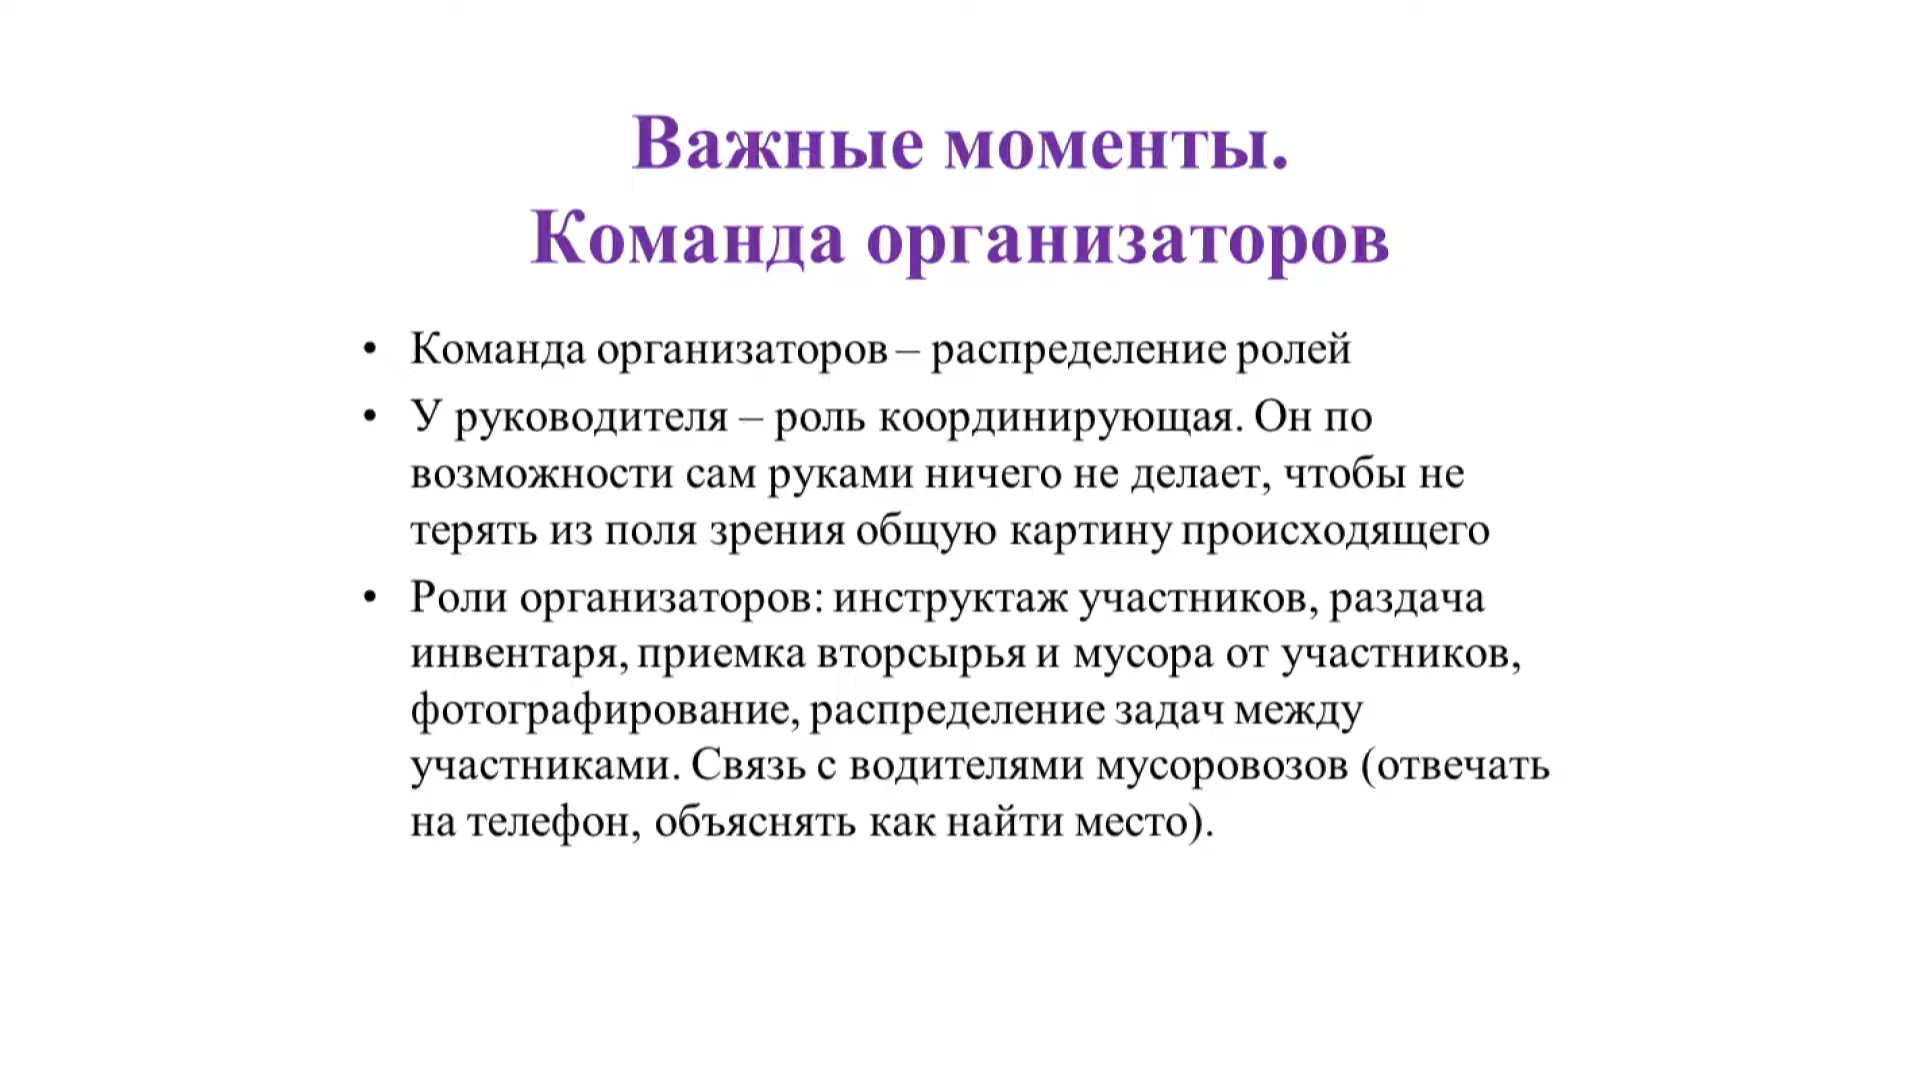 Важные моменты.
Команда организаторов
• Команда организаторов – распределение ролей
• У руководителя – роль координирующая. Он по
возможности сам руками ничего не делает, чтобы не
терять из поля зрения общую картину происходящего
• Роли организаторов: инструктаж участников, раздача
инвентаря, приемка вторсырья и мусора от участников,
фотографирование, распределение задач между
участниками. Связь с водителями мусоровозов (отвечать
на телефон, объяснять как найти место).